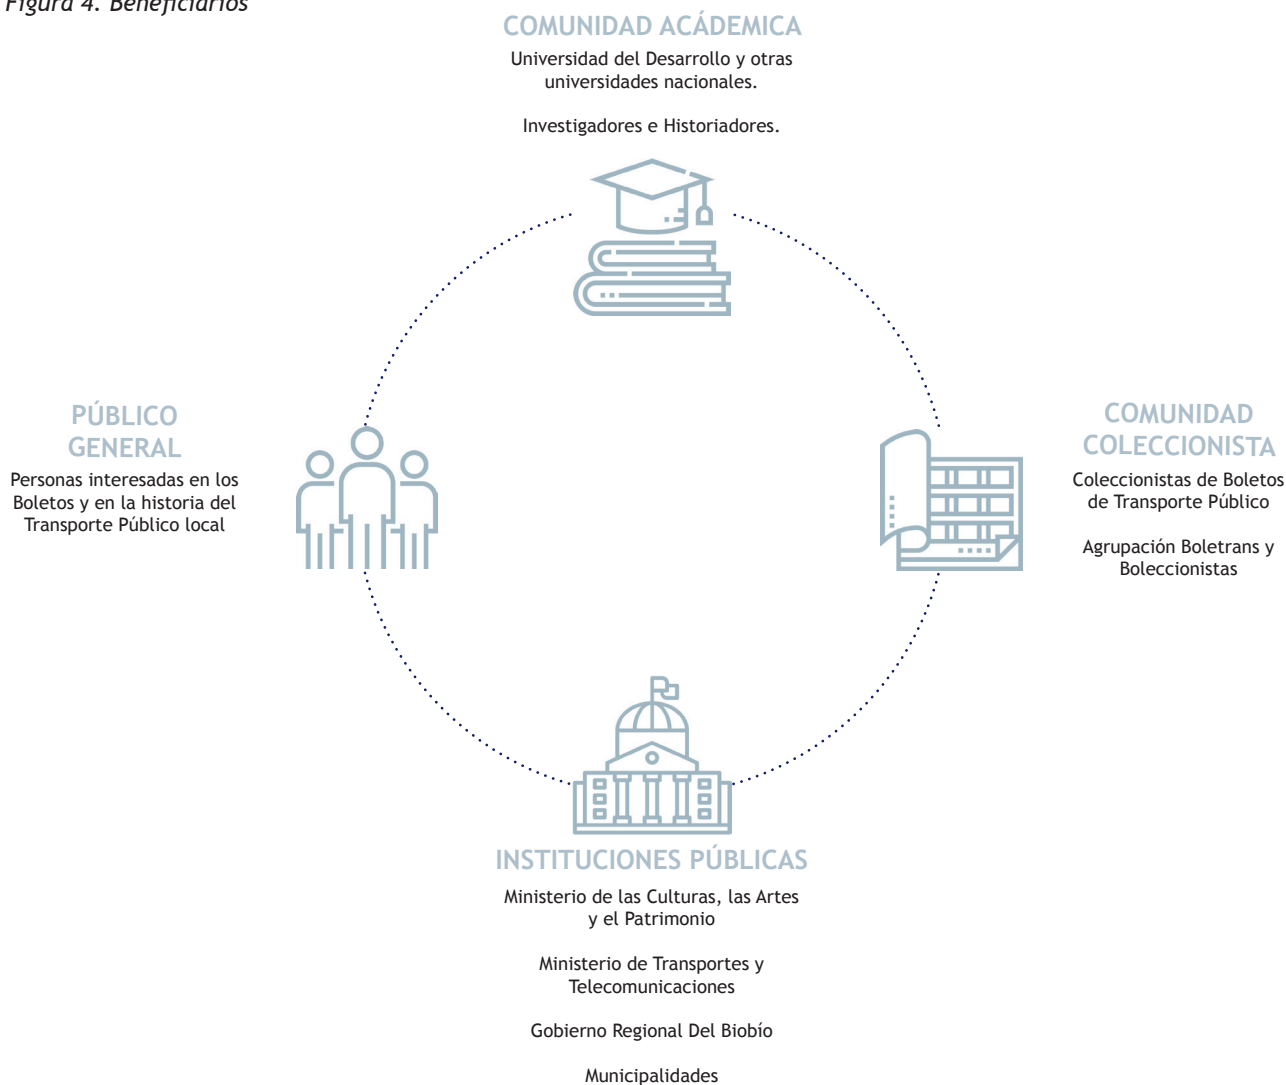 Figura 4. Beneficiarios
COMUNIDAD ACÁDEMICA
Universidad del Desarrollo y otras
universidades nacionales.
Investigadores e Historiadores.
PÚBLICO
GENERAL
Personas interesadas en los
Boletos y en la historia del
Transporte Público local
COMUNIDAD
COLECCIONISTA
Coleccionistas de Boletos
de Transporte Público
Agrupación Boletrans y
Boleccionistas
INSTITUCIONES PÚBLICAS
Ministerio de las Culturas, las Artes
y el Patrimonio
Ministerio de Transportes y
Telecomunicaciones
Gobierno Regional Del Biobío
Municipalidades